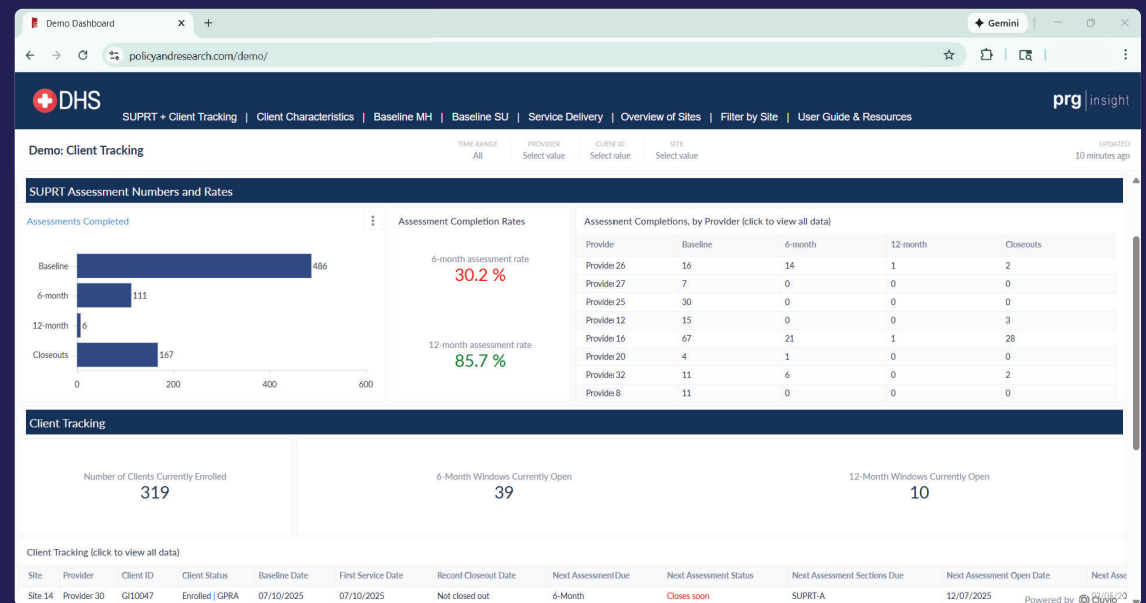 Demo Dashboard
Gemini
policyandresearch.com/demo/
DHS
prg insight
SUPRT + Client Tracking | Client Characteristics | Baseline MH | Baseline SU | Service Delivery | Overview of Sites | Filter by Site | User Guide & Resources
Demo: Client Tracking
TIME RANGE PROVIDER CLIENT ID SITE UPDATED
All Select value Select value Select value 10 minutes ago
SUPRT Assessment Numbers and Rates
Assessments Completed
Baseline 486
6-month 111
12-month 6
Closeouts 167
0 200 400 600
Assessment Completion Rates
6-month assessment rate
30.2 %
12-month assessment rate
85.7 %
Assessment Completions, by Provider (click to view all data)
Provider Baseline 6-month 12-month Closeouts
Provider 26 16 14 1 2
Provider 27 7 0 0 0
Provider 25 30 0 0 0
Provider 12 15 0 0 3
Provider 16 67 21 1 28
Provider 20 4 1 0 0
Provider 32 11 6 0 2
Provider 8 11 0 0 0
Client Tracking
Number of Clients Currently Enrolled
319
6-Month Windows Currently Open
39
12-Month Windows Currently Open
10
Client Tracking (click to view all data)
Site Provider Client ID Client Status Baseline Date First Service Date Record Closeout Date Next Assessment Due Next Assessment Status Next Assessment Sections Due Next Assessment Open Date Next Asse
Site 14 Provider 30 GI10047 Enrolled | GPRA 07/10/2025 07/10/2025 Not closed out 6-Month Closes soon SUPRT-A 12/07/2025
Powered by Cluvio